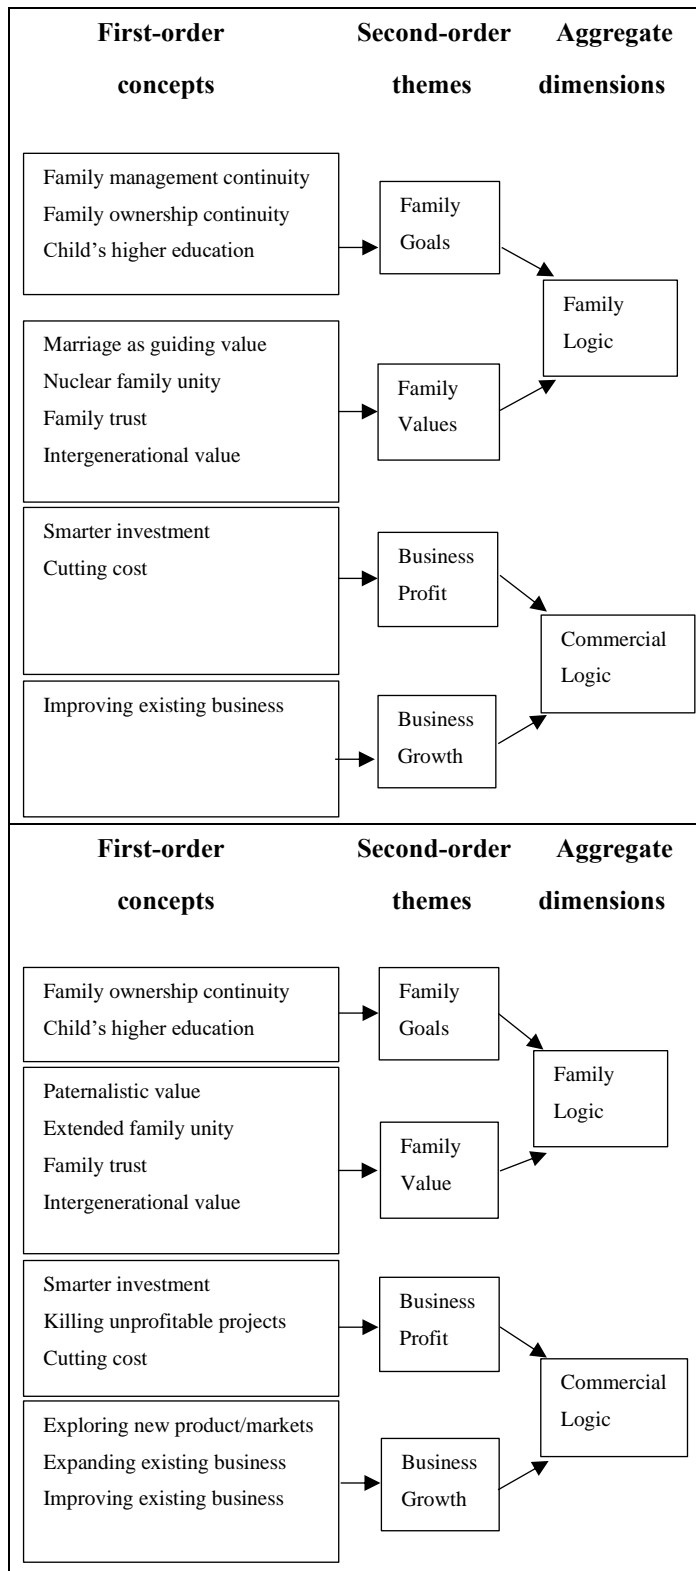 First-order
concepts
Second-order
themes
Aggregate
dimensions
Family management continuity
Family ownership continuity
Child's higher education
Family
Goals
Marriage as guiding value
Nuclear family unity
Family trust
Intergenerational value
Family
Values
Family
Logic
Smarter investment
Cutting cost
Business
Profit
Improving existing business
Business
Growth
Commercial
Logic
First-order
concepts
Second-order
themes
Aggregate
dimensions
Family ownership continuity
Child's higher education
Family
Goals
Paternalistic value
Extended family unity
Family trust
Intergenerational value
Family
Value
Family
Logic
Smarter investment
Killing unprofitable projects
Cutting cost
Business
Profit
Exploring new product/markets
Expanding existing business
Improving existing business
Business
Growth
Commercial
Logic